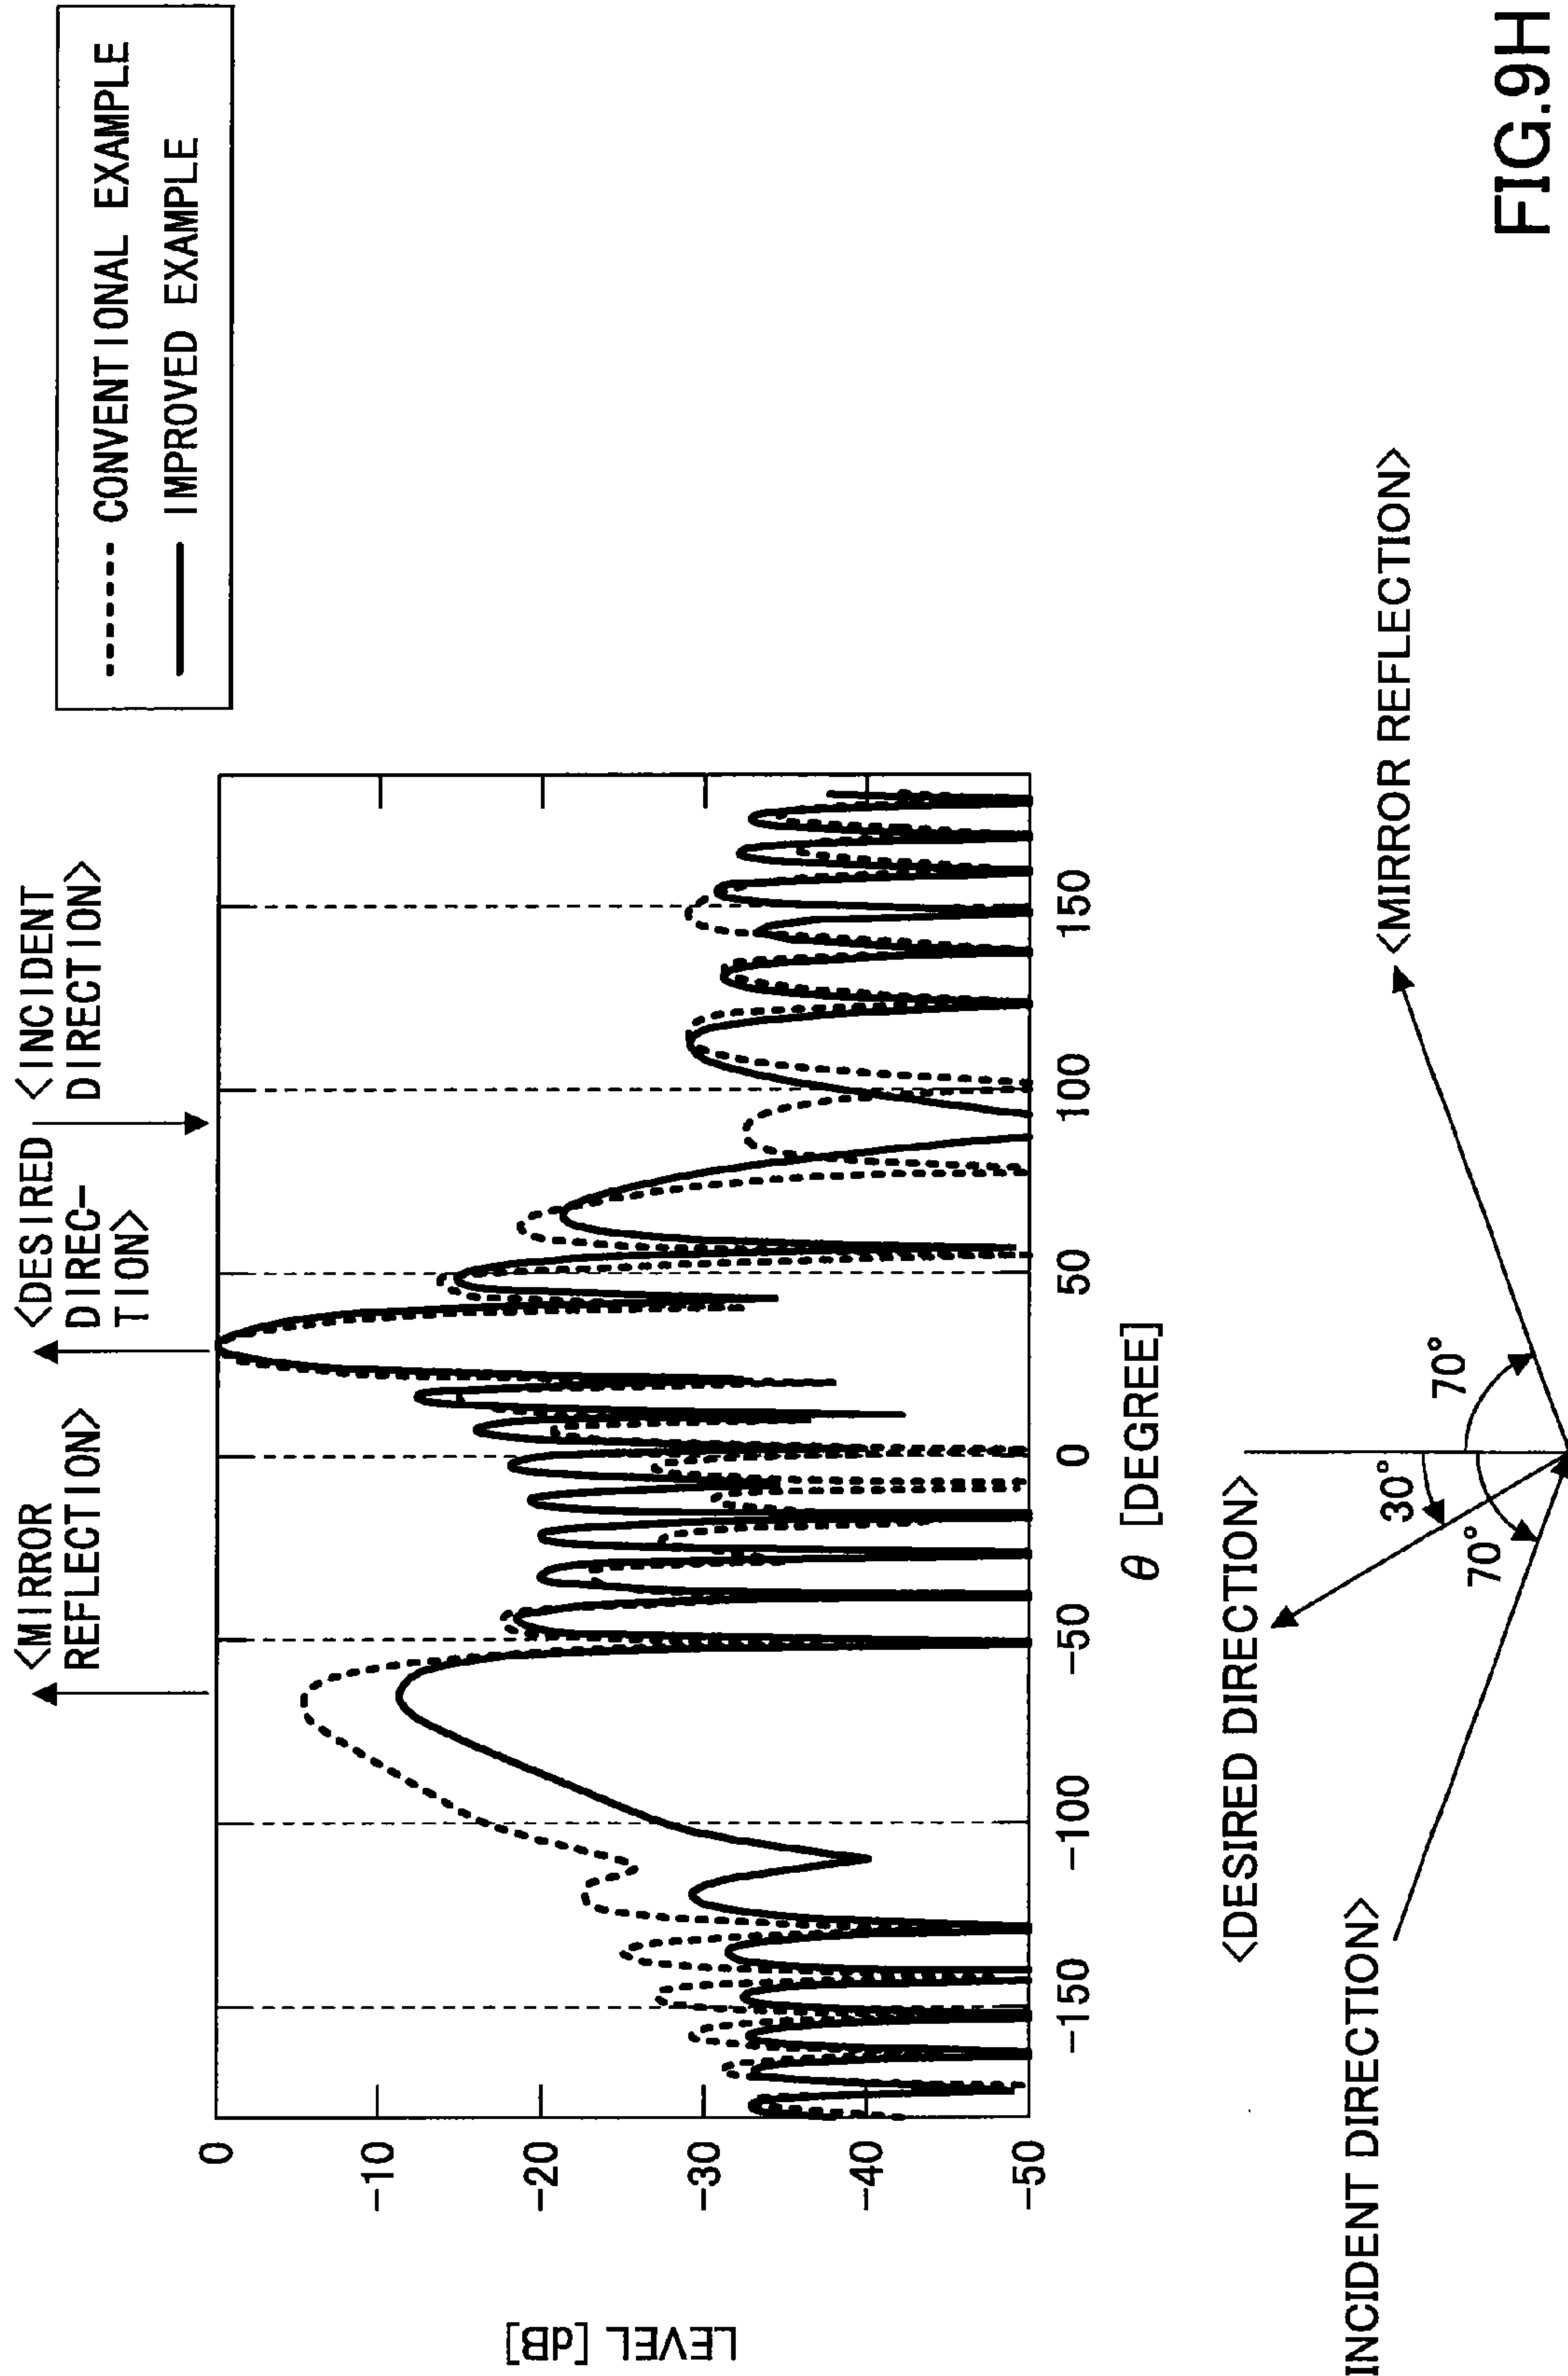 CONVENTIONAL EXAMPLE
IMPROVED EXAMPLE
<MIRROR
REFLECTION>
<DESIRED
DIREC-
TION>
<INCIDENT
DIRECTION>
LEVEL [dB]
0
-10
-20
-30
-40
-50
-150
-100
-50
0
50
100
150
θ [DEGREE]
<DESIRED DIRECTION>
INCIDENT DIRECTION>
<MIRROR REFLECTION>
30°
70°
70°
FIG.9H